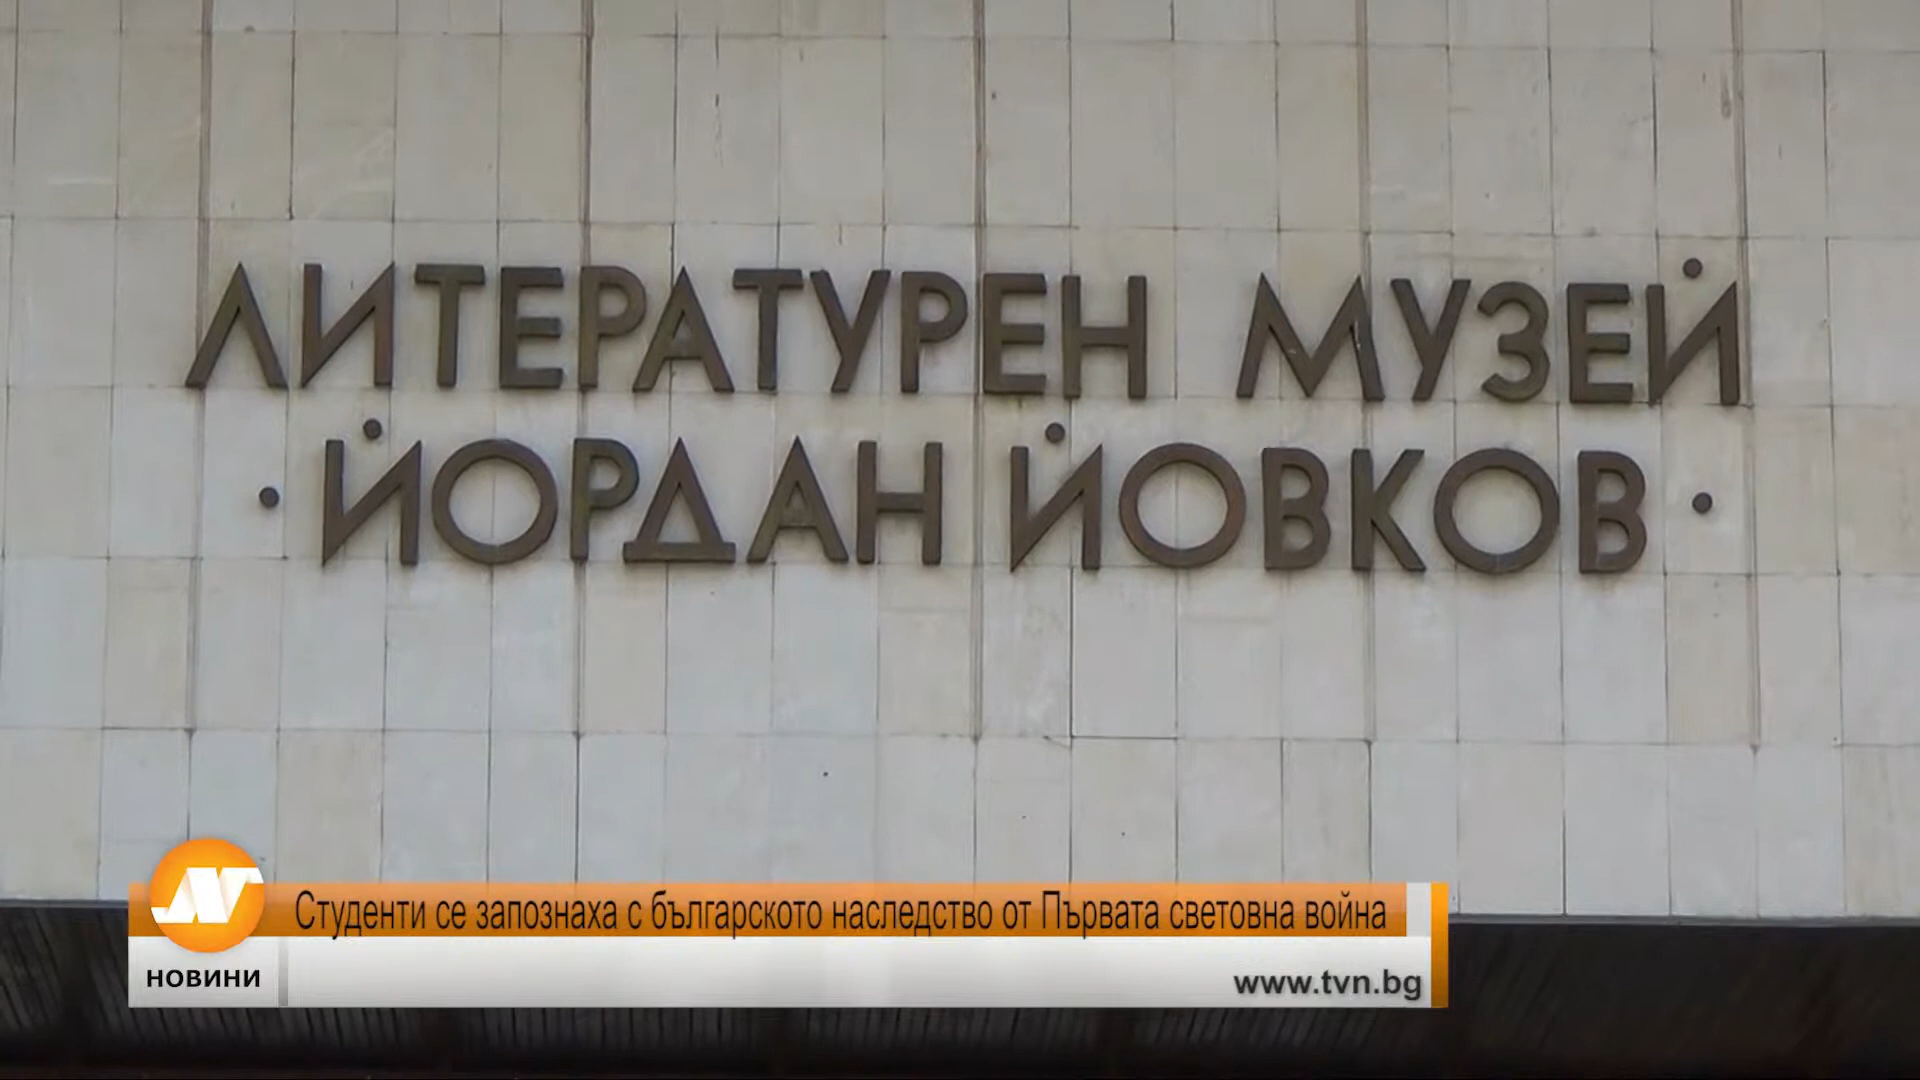 ЛИТЕРАТУРЕН МУЗЕЙ
· ЙОРДАН ЙОВКОВ ·
Студенти се запознаха с българското наследство от Първата световна война
НОВИНИ
www.tvn.bg